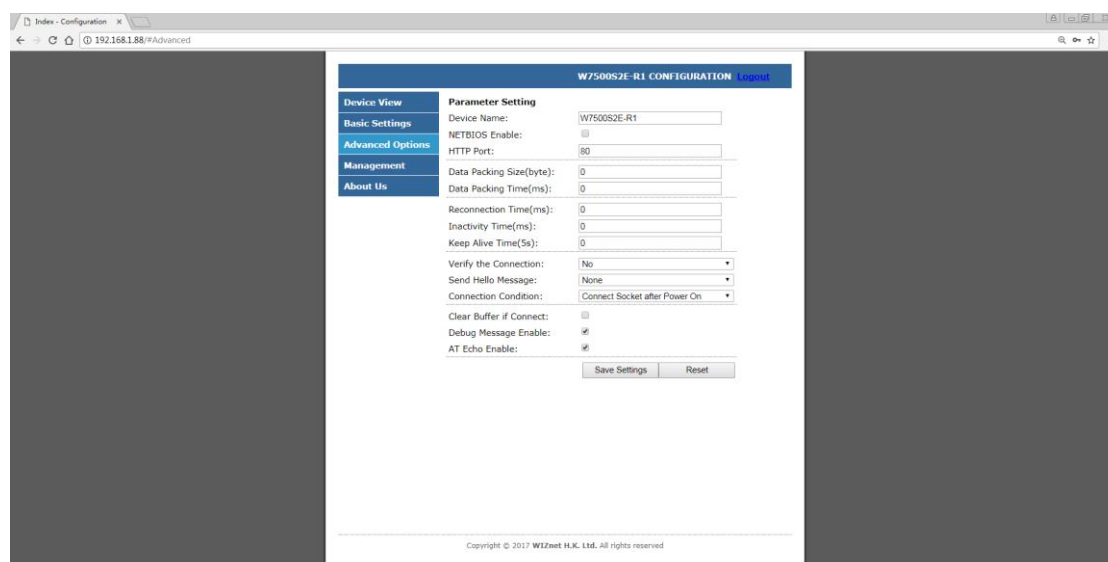 Index - Configuration
192.168.1.88/#Advanced
W7500S2E-R1 CONFIGURATION Logout
Device View
Basic Settings
Advanced Options
Management
About Us
Parameter Setting
Device Name: W7500S2E-R1
NETBIOS Enable:
HTTP Port: 80
Data Packing Size(byte): 0
Data Packing Time(ms): 0
Reconnection Time(ms): 0
Inactivity Time(ms): 0
Keep Alive Time(5s): 0
Verify the Connection: No
Send Hello Message: None
Connection Condition: Connect Socket after Power On
Clear Buffer if Connect:
Debug Message Enable:
AT Echo Enable:
Save Settings Reset
Copyright © 2017 WIZnet H.K. Ltd. All rights reserved